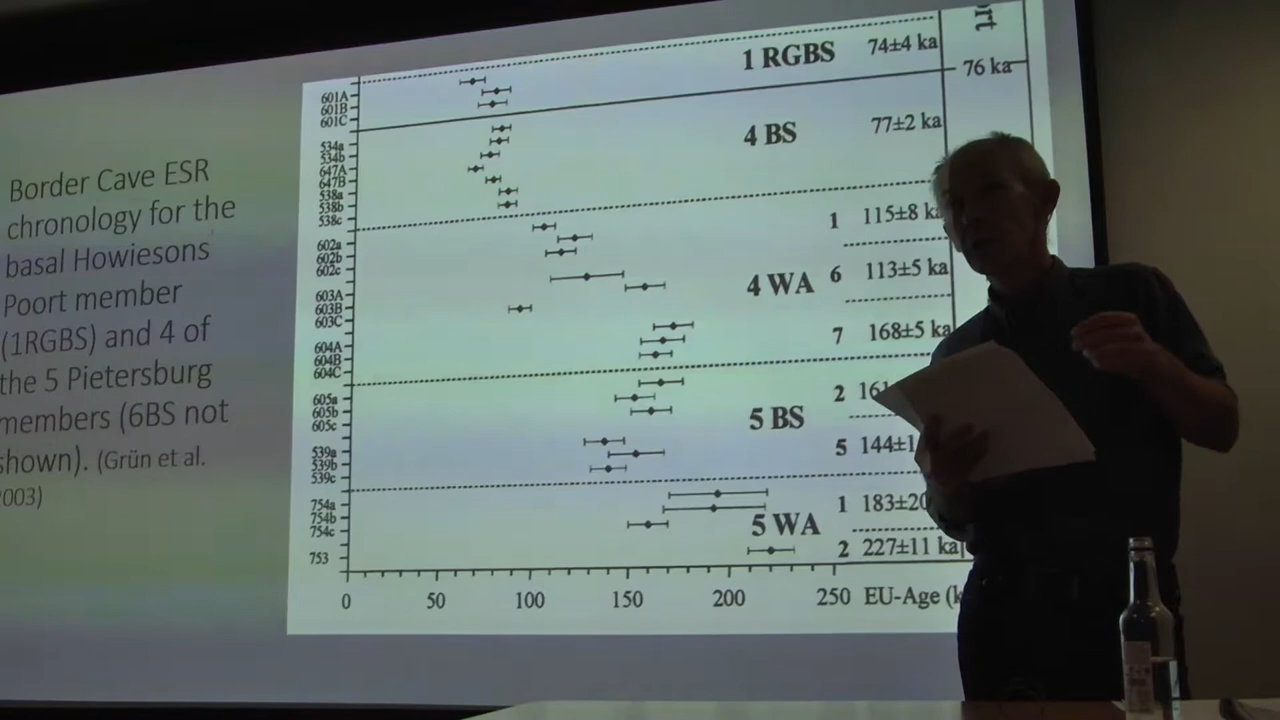 Border Cave ESR
chronology for the
basal Howiesons
Poort member
(1RGBS) and 4 of
the 5 Pietersburg
members (6BS not
shown). (Grün et al.
2003)
1 RGBS 74±4 ka
76 ka
601A
601B
601C
4 BS 77±2 ka
534a
534b
647A
647B
538a
538b
538c
1 115±8 ka
602a
602b
602c
4 WA 6 113±5 ka
603A
603B
603C
7 168±5 ka
604A
604B
604C
2 161
605a
605b
605c
5 BS
5 144±1
539a
539b
539c
1 183±20
754a
754b
754c
5 WA
753
2 227±11 ka
0 50 100 150 200 250 EU-Age (k